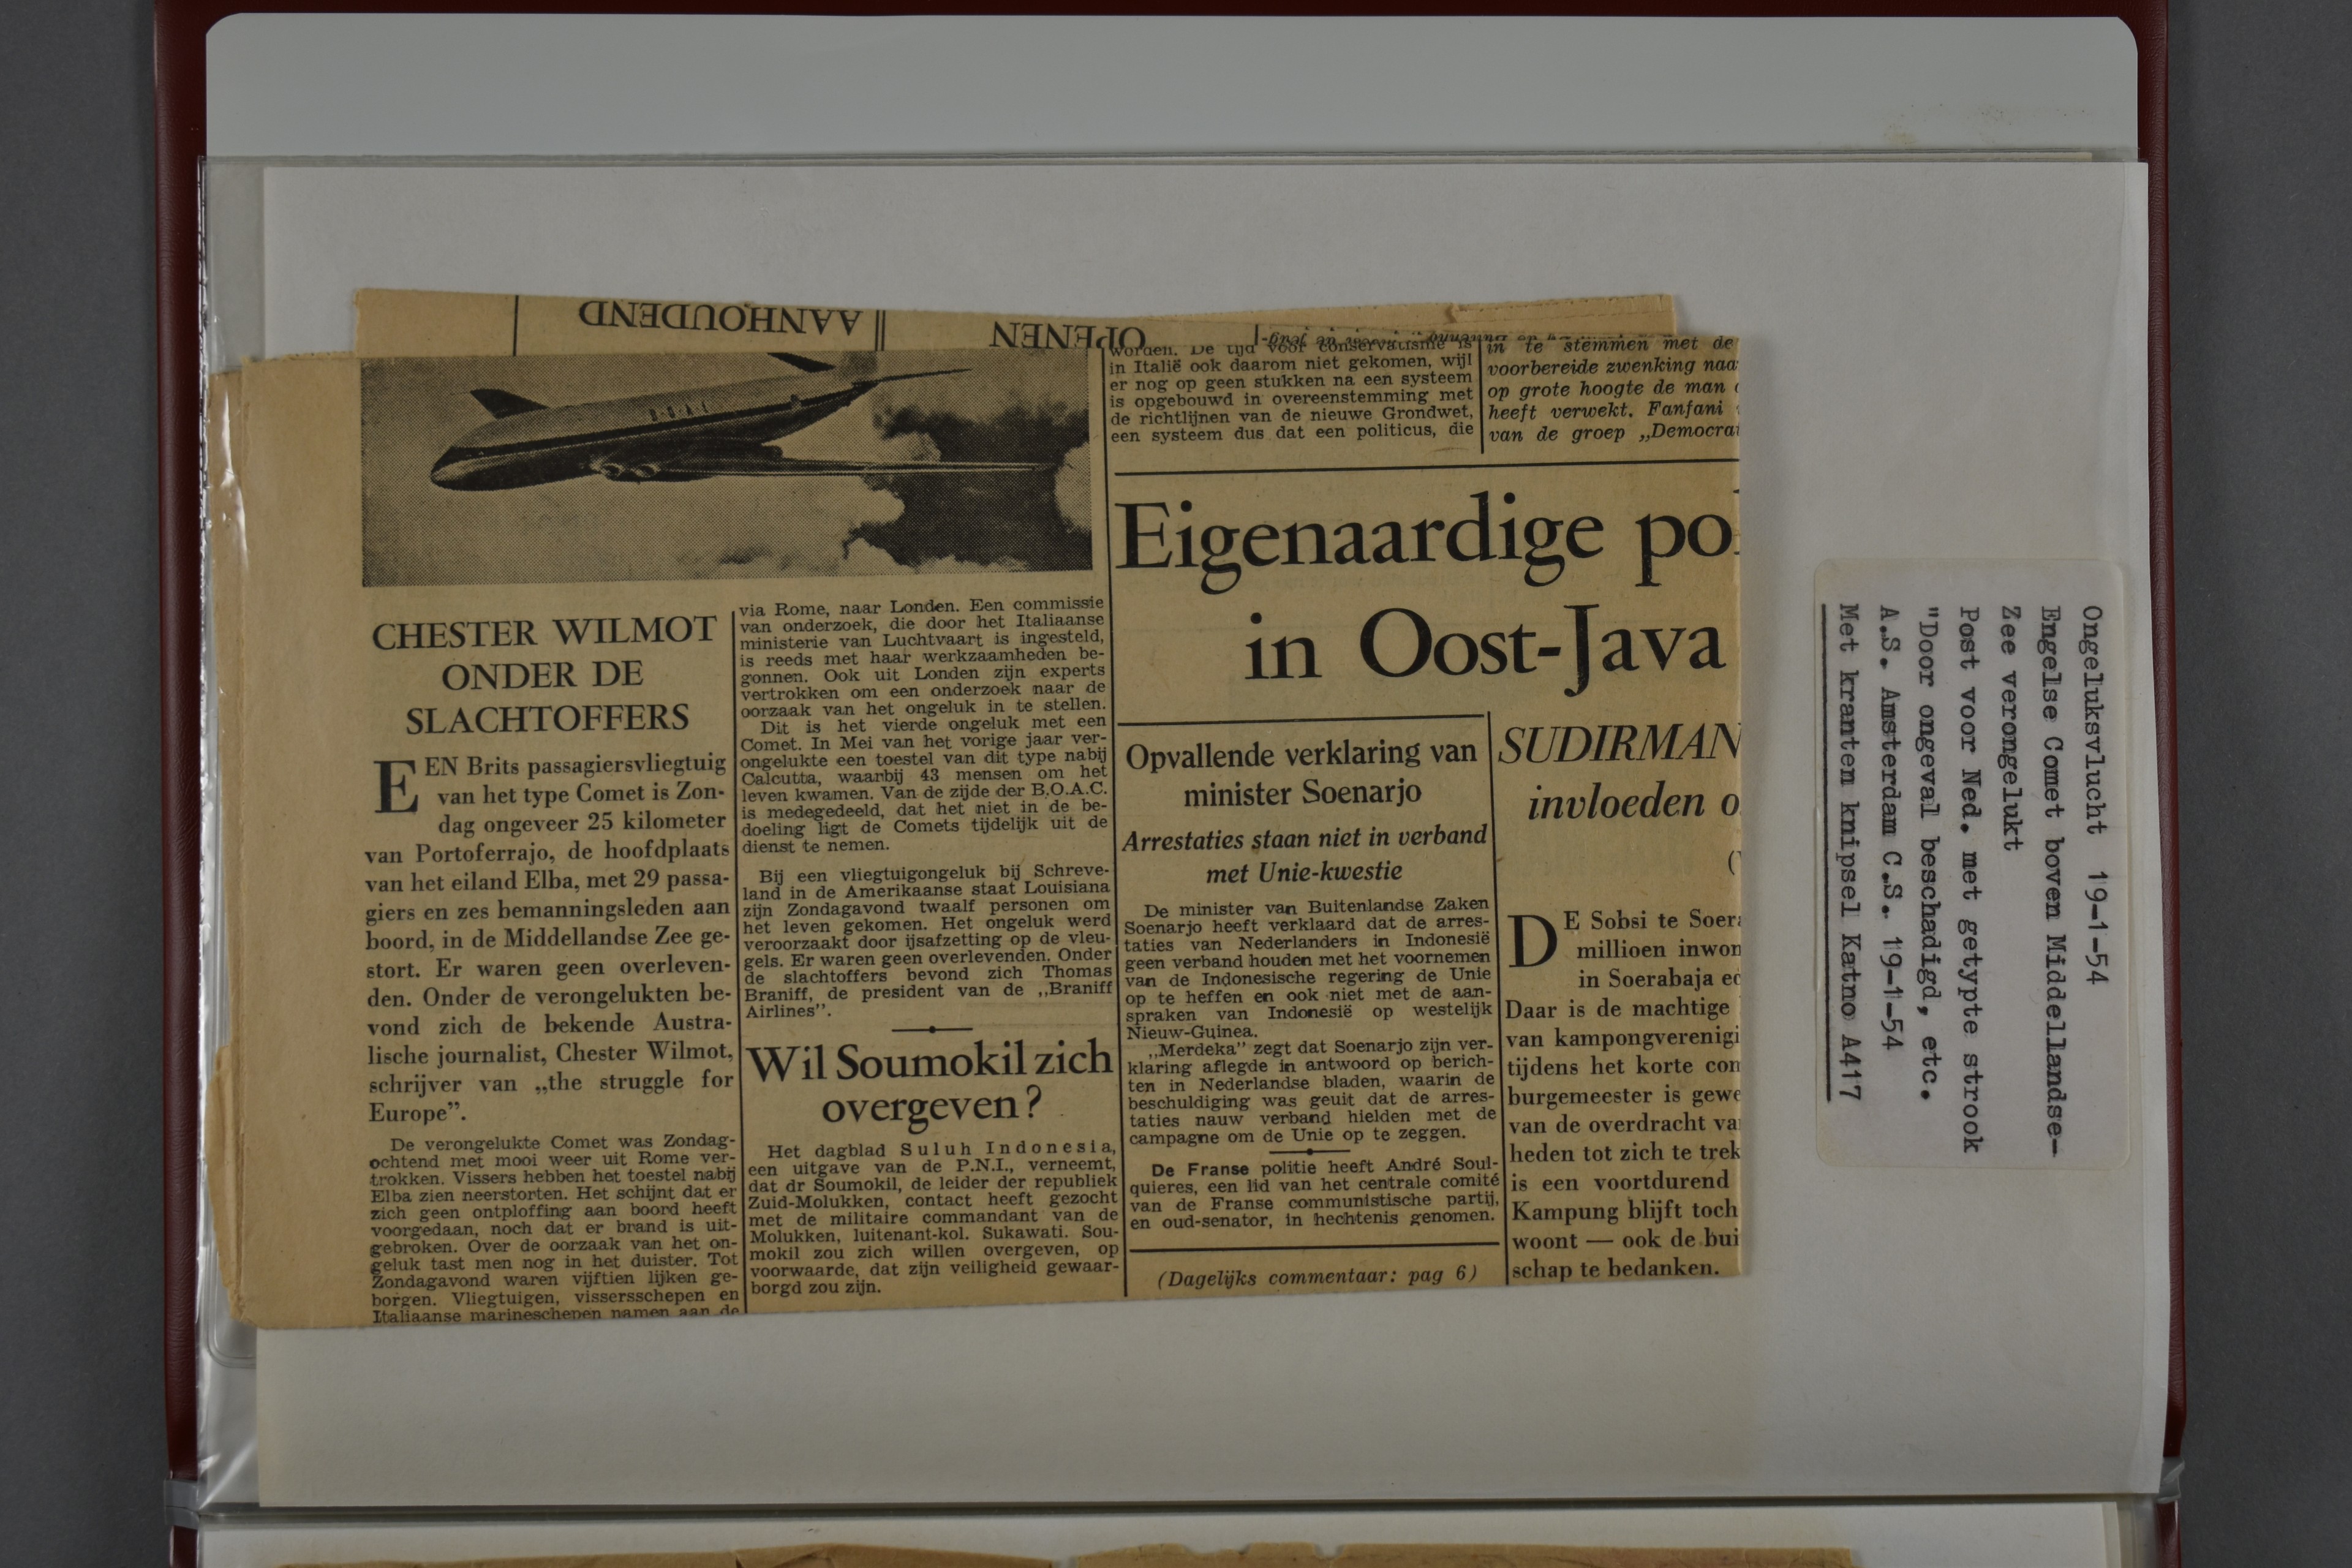 AANHOUDEND
OPENEN
B·O·A·C
CHESTER WILMOT
ONDER DE
SLACHTOFFERS
EEN Brits passagiersvliegtuig
van het type Comet is Zon-
dag ongeveer 25 kilometer
van Portoferrajo, de hoofdplaats
van het eiland Elba, met 29 passa-
giers en zes bemanningsleden aan
boord, in de Middellandse Zee ge-
stort. Er waren geen overleven-
den. Onder de verongelukten be-
vond zich de bekende Austra-
lische journalist, Chester Wilmot,
schrijver van „the struggle for
Europe”.
De verongelukte Comet was Zondag-
ochtend met mooi weer uit Rome ver-
trokken. Vissers hebben het toestel nabij
Elba zien neerstorten. Het schijnt dat er
zich geen ontploffing aan boord heeft
voorgedaan, noch dat er brand is uit-
gebroken. Over de oorzaak van het on-
geluk tast men nog in het duister. Tot
Zondagavond waren vijftien lijken ge-
borgen. Vliegtuigen, vissersschepen en
Italiaanse marineschepen namen aan de
via Rome, naar Londen. Een commissie
van onderzoek, die door het Italiaanse
ministerie van Luchtvaart is ingesteld,
is reeds met haar werkzaamheden be-
gonnen. Ook uit Londen zijn experts
vertrokken om een onderzoek naar de
oorzaak van het ongeluk in te stellen.
Dit is het vierde ongeluk met een
Comet. In Mei van het vorige jaar ver-
ongelukte een toestel van dit type nabij
Calcutta, waarbij 43 mensen om het
leven kwamen. Van de zijde der B.O.A.C.
is medegedeeld, dat het niet in de be-
doeling ligt de Comets tijdelijk uit de
dienst te nemen.
Bij een vliegtuigongeluk bij Schreve-
land in de Amerikaanse staat Louisiana
zijn Zondagavond twaalf personen om
het leven gekomen. Het ongeluk werd
veroorzaakt door ijsafzetting op de vleu-
gels. Er waren geen overlevenden. Onder
de slachtoffers bevond zich Thomas
Braniff, de president van de „Braniff
Airlines”.
Wil Soumokil zich
overgeven?
Het dagblad Suluh Indonesia,
een uitgave van de P.N.I., verneemt,
dat dr Soumokil, de leider der republiek
Zuid-Molukken, contact heeft gezocht
met de militaire commandant van de
Molukken, luitenant-kol. Sukawati. Sou-
mokil zou zich willen overgeven, op
voorwaarde, dat zijn veiligheid gewaar-
borgd zou zijn.
worden. De tijd voor conservatisme is
in Italië ook daarom niet gekomen, wijl
er nog op geen stukken na een systeem
is opgebouwd in overeenstemming met
de richtlijnen van de nieuwe Grondwet,
een systeem dus dat een politicus, die
in te stemmen met de
voorbereide zwenking naa
op grote hoogte de man
heeft verwekt. Fanfani
van de groep „Democrat
Eigenaardige po
in Oost-Java
Opvallende verklaring van
minister Soenarjo
Arrestaties staan niet in verband
met Unie-kwestie
De minister van Buitenlandse Zaken
Soenarjo heeft verklaard dat de arres-
taties van Nederlanders in Indonesië
geen verband houden met het voornemen
van de Indonesische regering de Unie
op te heffen en ook niet met de aan-
spraken van Indonesië op westelijk
Nieuw-Guinea.
„Merdeka” zegt dat Soenarjo zijn ver-
klaring aflegde in antwoord op berich-
ten in Nederlandse bladen, waarin de
beschuldiging was geuit dat de arres-
taties nauw verband hielden met de
campagne om de Unie op te zeggen.
De Franse politie heeft André Soul-
quieres, een lid van het centrale comité
van de Franse communistische partij,
en oud-senator, in hechtenis genomen.
(Dagelijks commentaar: pag 6)
SUDIRMAN
invloeden o
DE Sobsi te Soer
millioen inwon
in Soerabaja
Daar is de machtige
van kampongverenigi
tijdens het korte com
burgemeester is gewe
van de overdracht va
heden tot zich te trek
is een voortdurend
Kampung blijft toch
woont — ook de bui
schap te bedanken.
Ongeluksvlucht 19-1-54
Engelse Comet boven Middellandse-
Zee verongelukt
Post voor Ned. met getypte strook
"Door ongeval beschadigd, etc.
A.S. Amsterdam C.S. 19-1-54
Met kranten knipsel Katno A417